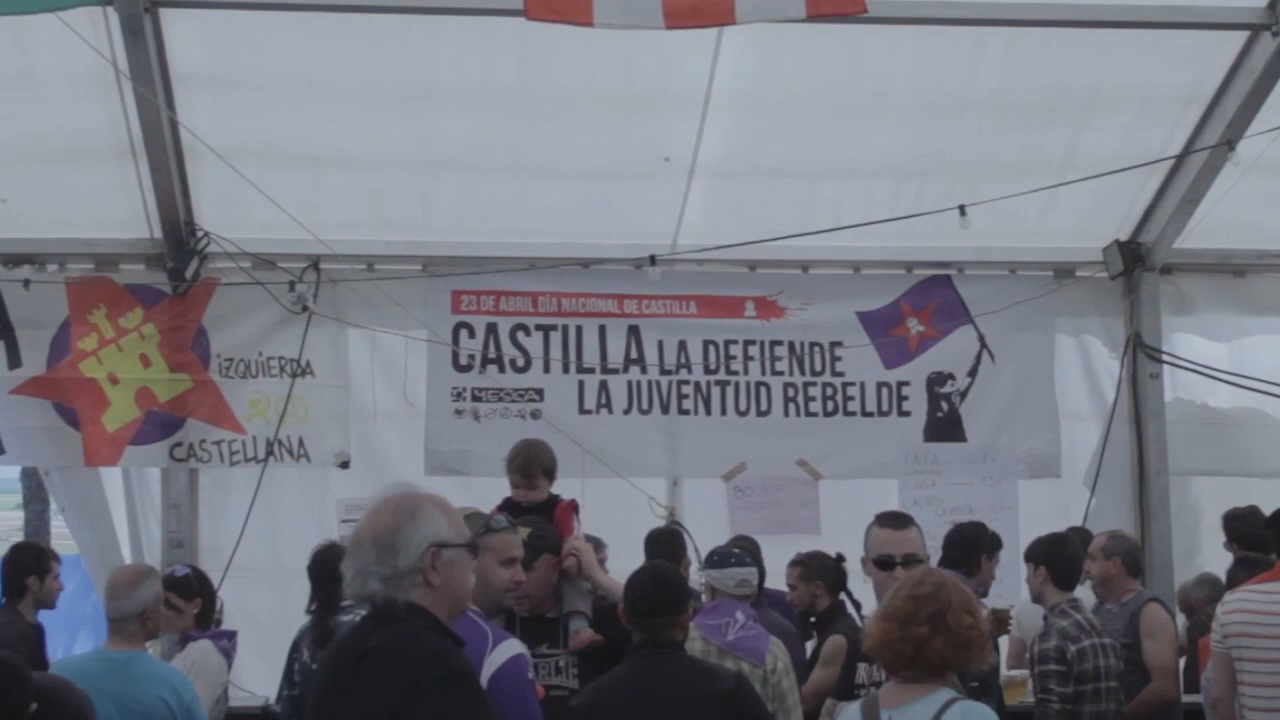 23 DE ABRIL DÍA NACIONAL DE CASTILLA
CASTILLA LA DEFIENDE
LA JUVENTUD REBELDE
YESCA
IZQUIERDA
CASTELLANA